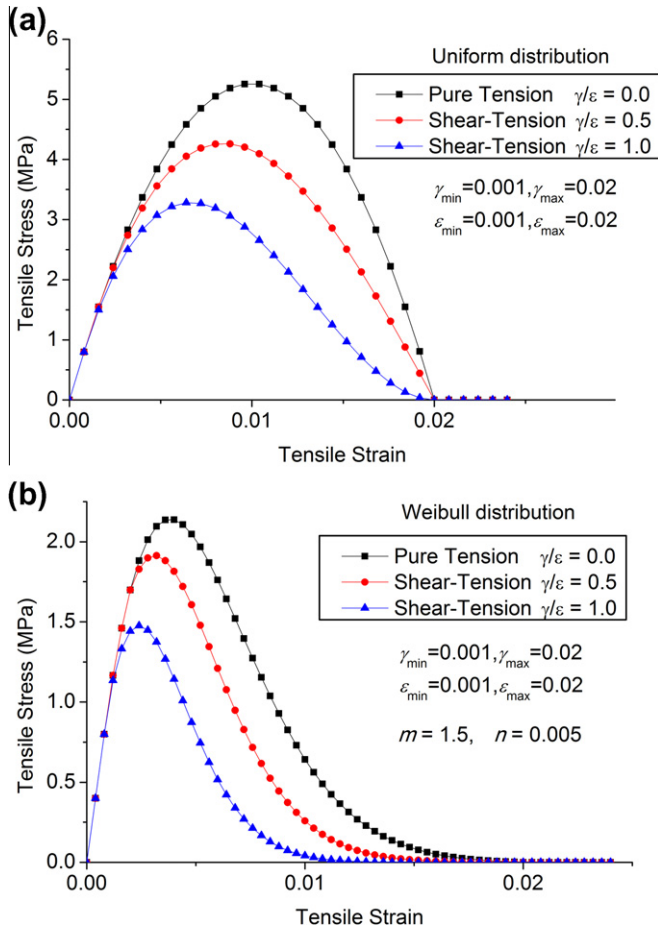 (a)
Uniform distribution
Pure Tension γ/ε = 0.0
Shear-Tension γ/ε = 0.5
Shear-Tension γ/ε = 1.0
γmin=0.001,γmax=0.02
εmin=0.001,εmax=0.02
Tensile Stress (MPa)
6
5
4
3
2
1
0
0.00
0.01
0.02
Tensile Strain
(b)
Weibull distribution
Pure Tension γ/ε = 0.0
Shear-Tension γ/ε = 0.5
Shear-Tension γ/ε = 1.0
γmin=0.001,γmax=0.02
εmin=0.001,εmax=0.02
m = 1.5, n = 0.005
Tensile Stress (MPa)
2.0
1.5
1.0
0.5
0.0
0.00
0.01
0.02
Tensile Strain